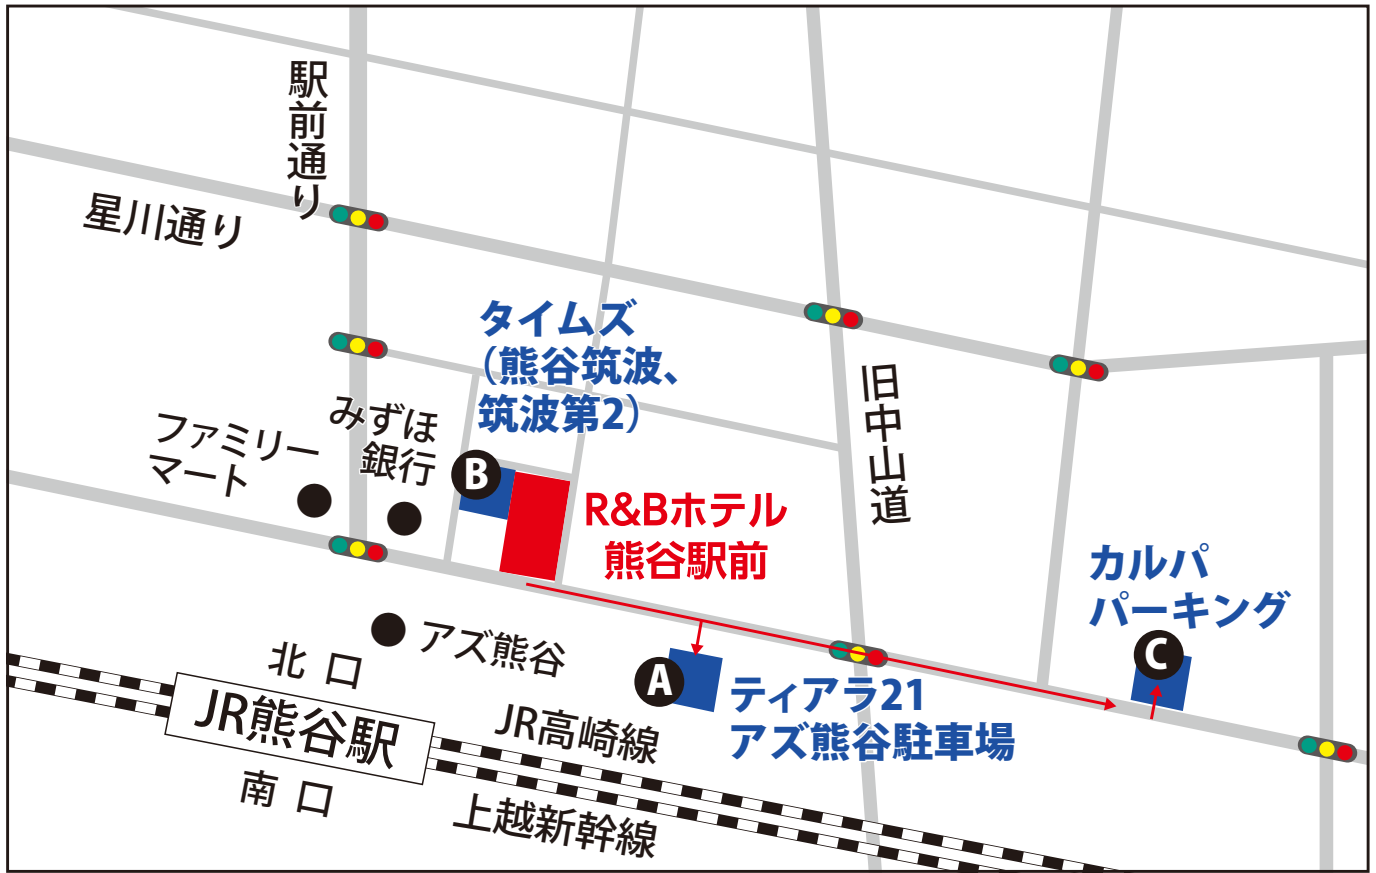 駅前通り
星川通り
タイムズ
（熊谷筑波、
筑波第2）
旧中山道
みずほ
銀行
ファミリー
マート
B
R&Bホテル
熊谷駅前
カルパ
パーキング
C
アズ熊谷
北口
A
ティアラ21
アズ熊谷駐車場
JR熊谷駅
JR高崎線
南口
上越新幹線